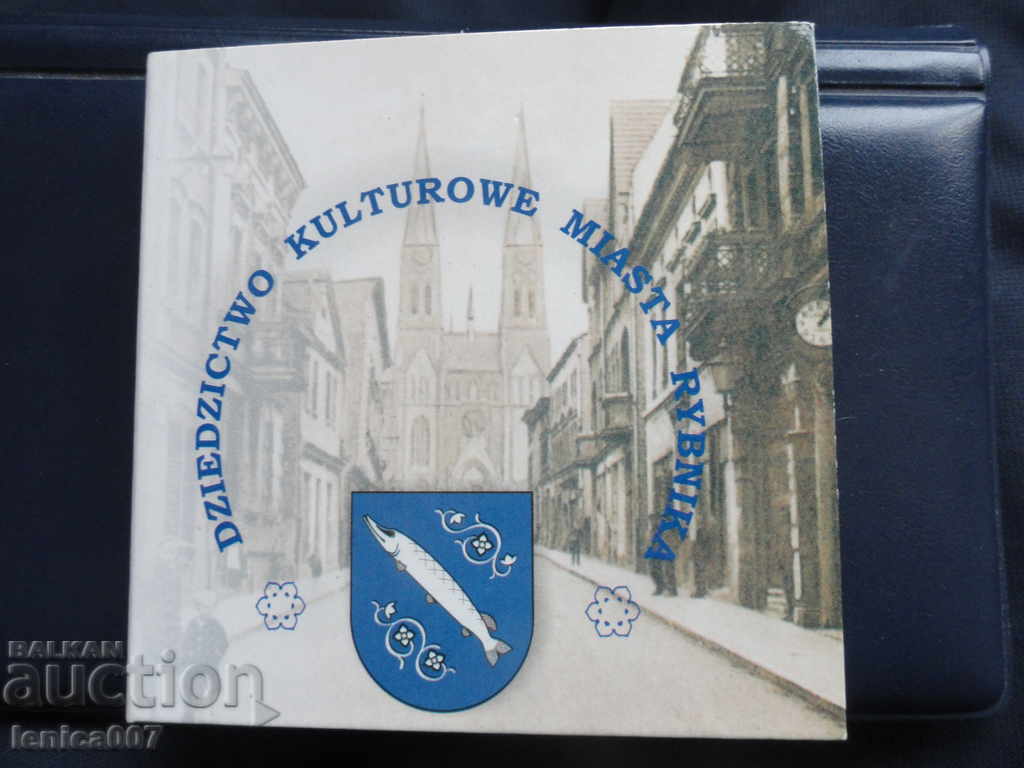 DZIEDZICTWO KULTUROWE MIASTA RYBNIKA
BALKAN
auction
lenica007